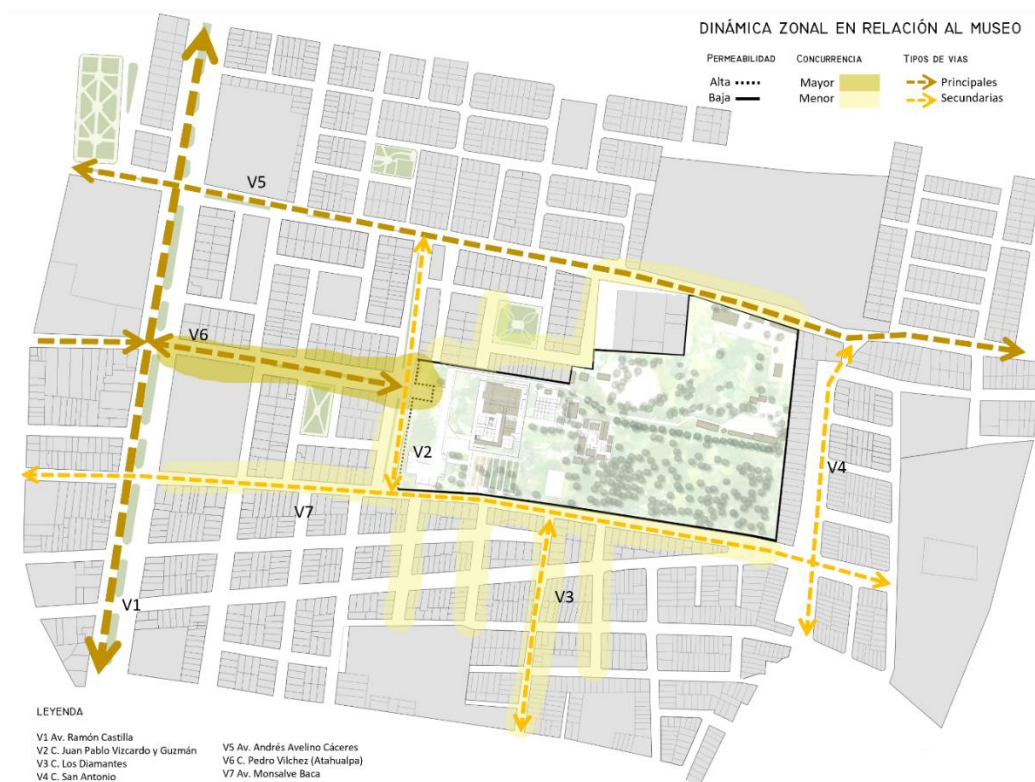 DINÁMICA ZONAL EN RELACIÓN AL MUSEO
PERMEABILIDAD CONCURRENCIA TIPOS DE VIAS
Alta Mayor Principales
Baja Menor Secundarias
V5
V6
V2
V4
V7
V3
V1
LEYENDA
V1 Av. Ramón Castilla
V2 C. Juan Pablo Vizcardo y Guzmán
V3 C. Los Diamantes
V4 C. San Antonio
V5 Av. Andrés Avelino Cáceres
V6 C. Pedro Vilchez (Atahualpa)
V7 Av. Monsalve Baca